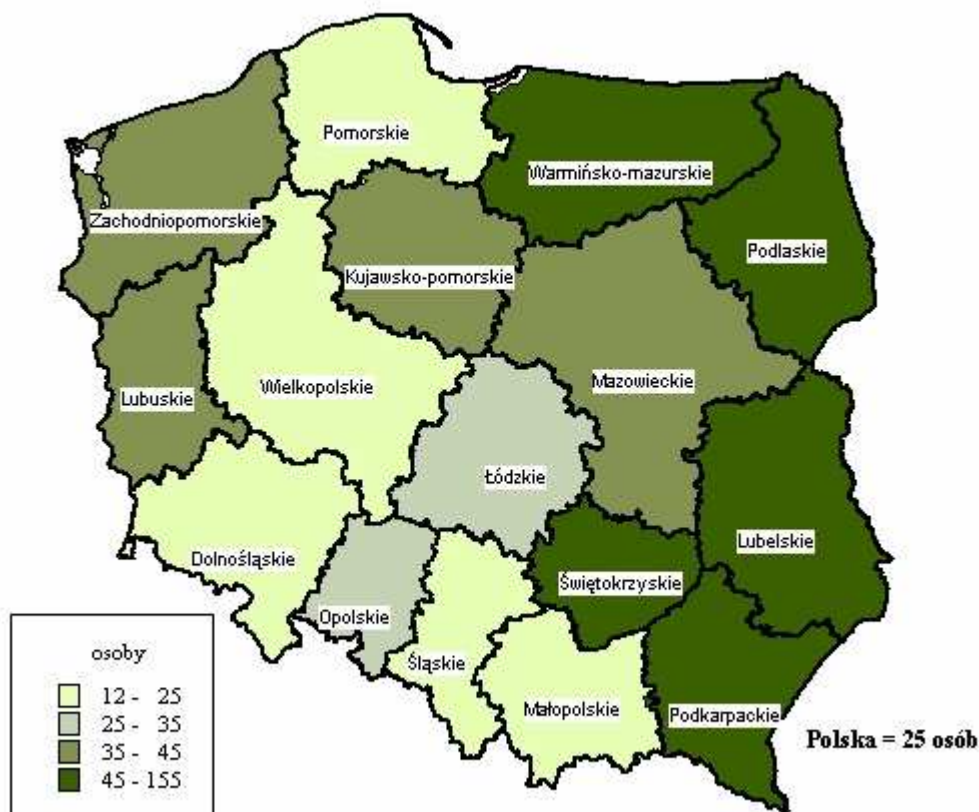 Pomorskie
Warmińsko-mazurskie
Zachodniopomorskie
Podlaskie
Kujawsko-pomorskie
Mazowieckie
Wielkopolskie
Lubuskie
Łódzkie
Lubelskie
Dolnośląskie
Świętokrzyskie
Opolskie
Śląskie
Małopolskie
Podkarpackie
Polska = 25 osób
osoby
12 - 25
25 - 35
35 - 45
45 - 155